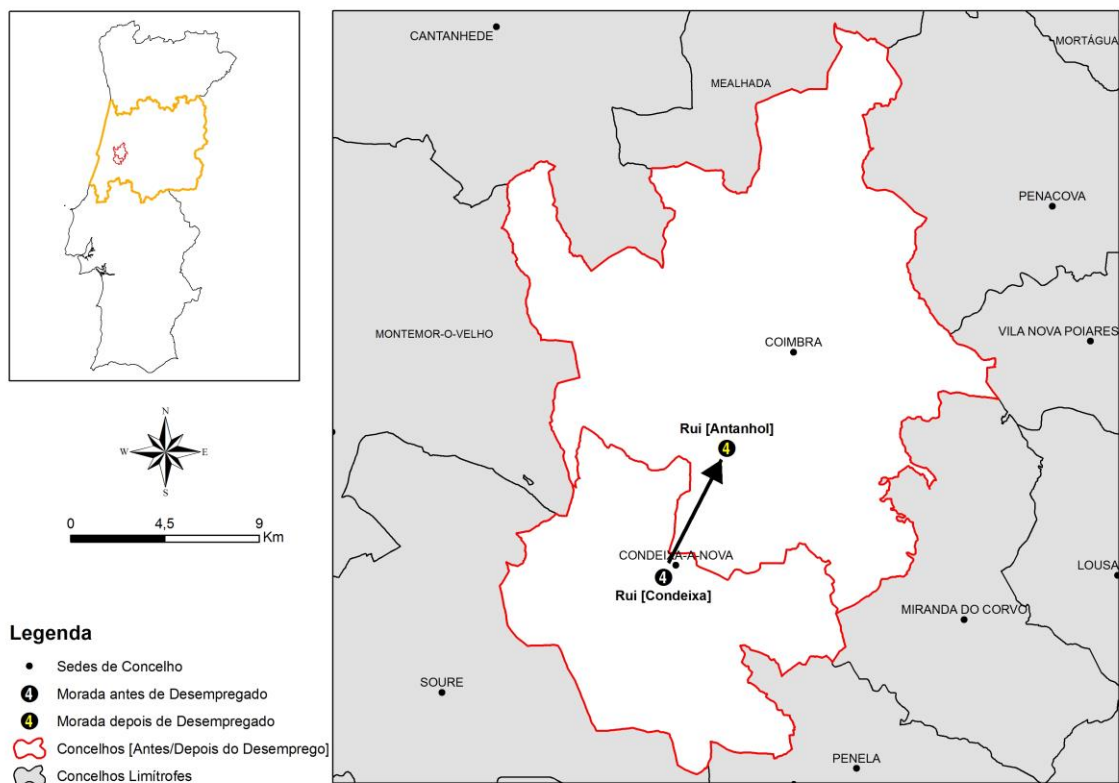 N
W
E
S
0
4,5
9
Km
Legenda
Sedes de Concelho
4 Morada antes de Desempregado
4 Morada depois de Desempregado
Concelhos [Antes/Depois do Desemprego]
Concelhos Limítrofes
CANTANHEDE
MORTÁGUA
MEALHADA
PENACOVA
MONTEMOR-O-VELHO
VILA NOVA POIARES
COIMBRA
Rui [Antanhol]
4
CONDEIXA-A-NOVA
4
Rui [Condeixa]
LOUSA
MIRANDA DO CORVO
SOURE
PENELA